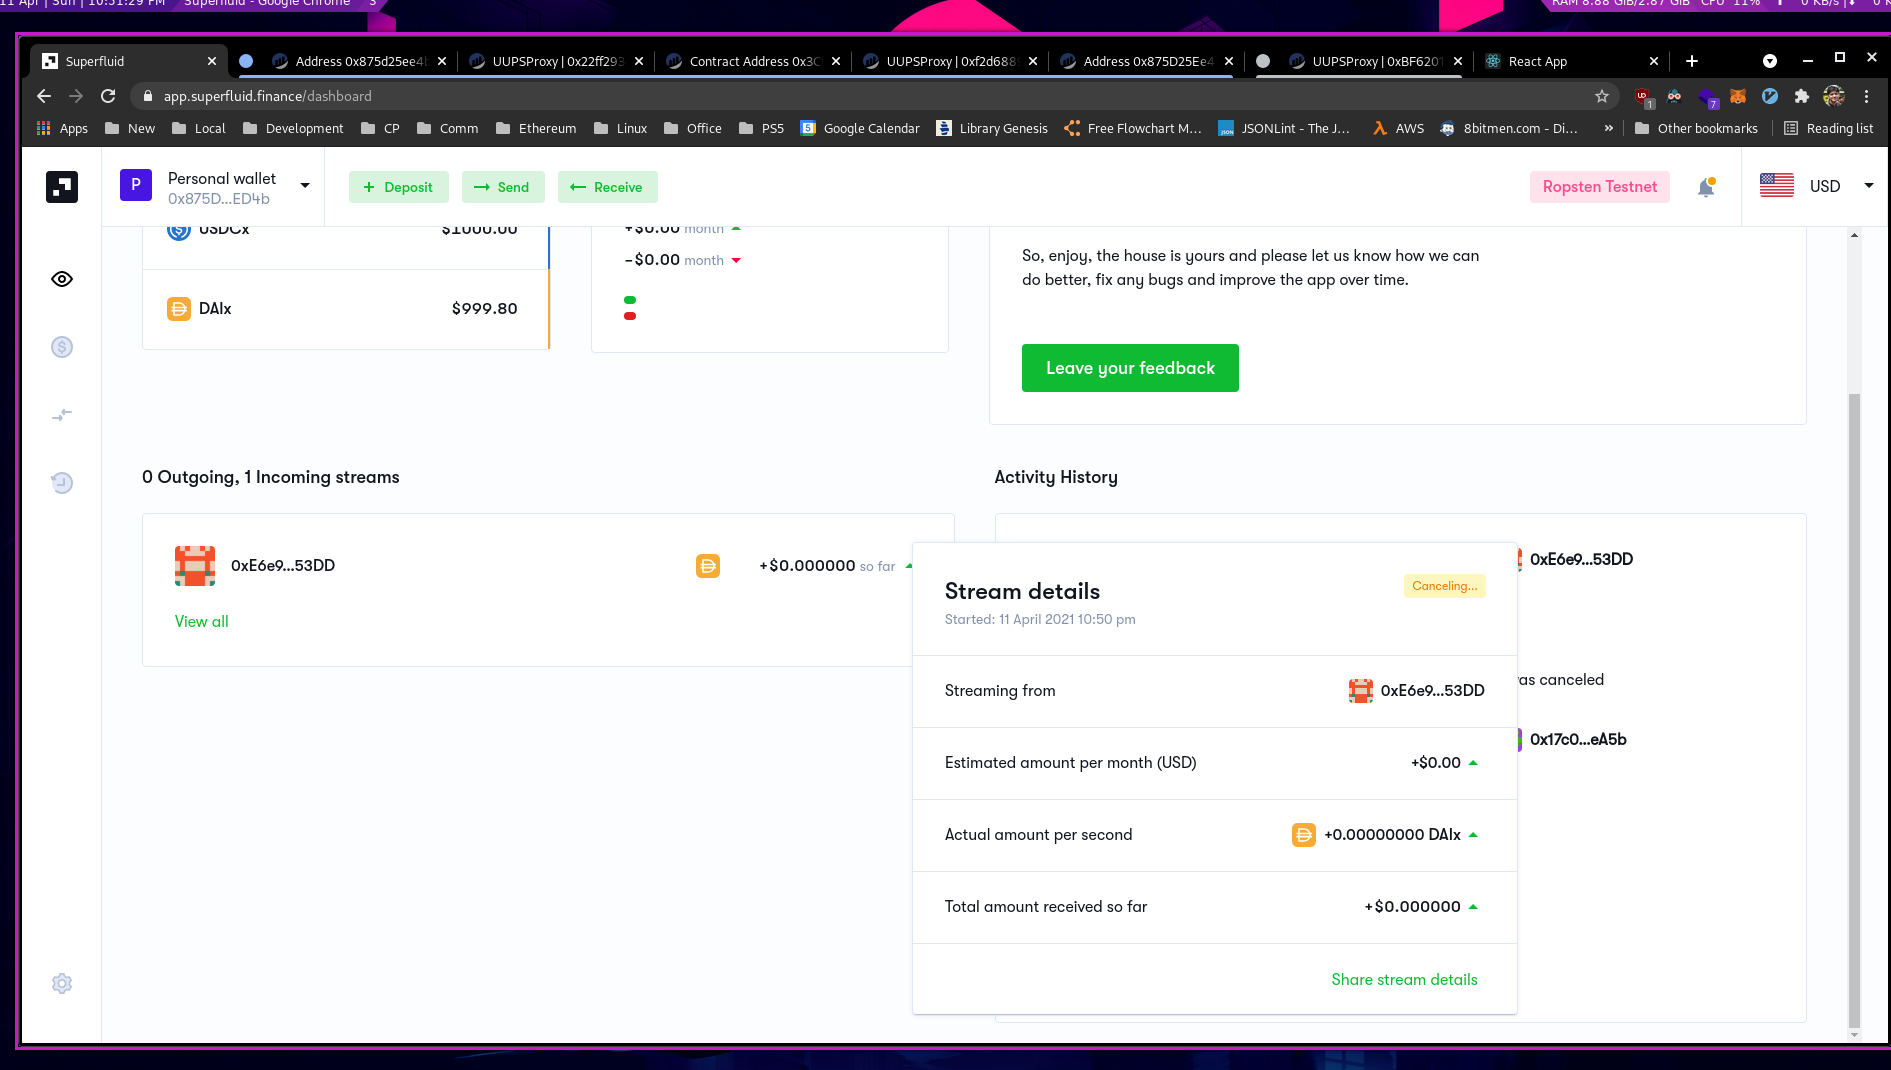 11 Apr | Sun | 10:51:29 PM Superfluid - Google Chrome 3 RAM 8.88 GiB/2.87 GiB CPU 11% 0 KB/s
Superfluid Address 0x875d25ee4b UUPSProxy | 0x22ff293 Contract Address 0x3C UUPSProxy | 0xf2d688 Address 0x875D25Ee4 UUPSProxy | 0xBF6201 React App
app.superfluid.finance/dashboard 1 7
Apps New Local Development CP Comm Ethereum Linux Office PS5 Google Calendar Library Genesis Free Flowchart M... JSONLint - The J... AWS 8bitmen.com - Di... » Other bookmarks Reading list
P Personal wallet
0x875D...ED4b
+ Deposit Send Receive
Ropsten Testnet
USD
USDCx $1000.00
DAIx $999.80
+$0.00 month
-$0.00 month
So, enjoy, the house is yours and please let us know how we can
do better, fix any bugs and improve the app over time.
Leave your feedback
0 Outgoing, 1 Incoming streams
0xE6e9...53DD +$0.000000 so far
View all
Activity History
0xE6e9...53DD
as canceled
0x17c0...eA5b
Stream details
Canceling...
Started: 11 April 2021 10:50 pm
Streaming from 0xE6e9...53DD
Estimated amount per month (USD) +$0.00
Actual amount per second +0.00000000 DAIx
Total amount received so far +$0.000000
Share stream details